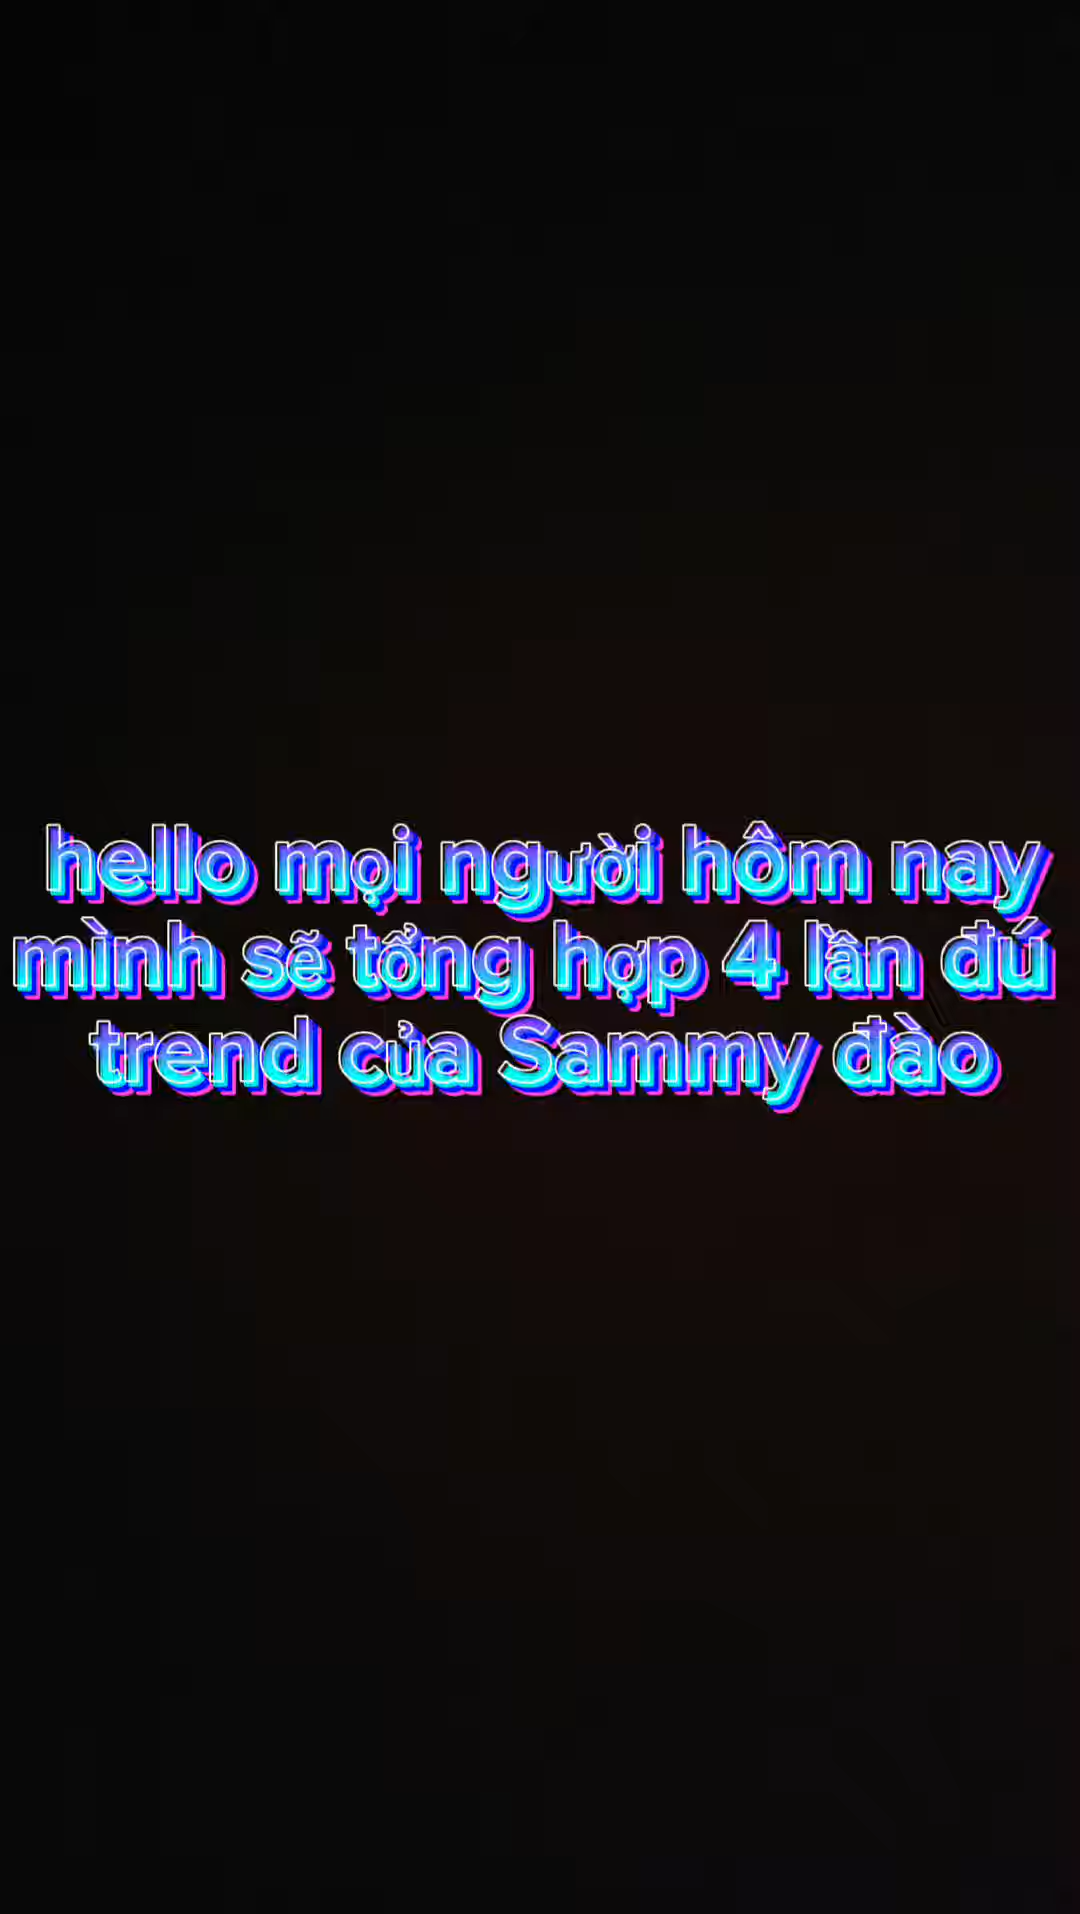 hello mọi người hôm nay
mình sẽ tổng hợp 4 lần đú
trend của Sammy đào